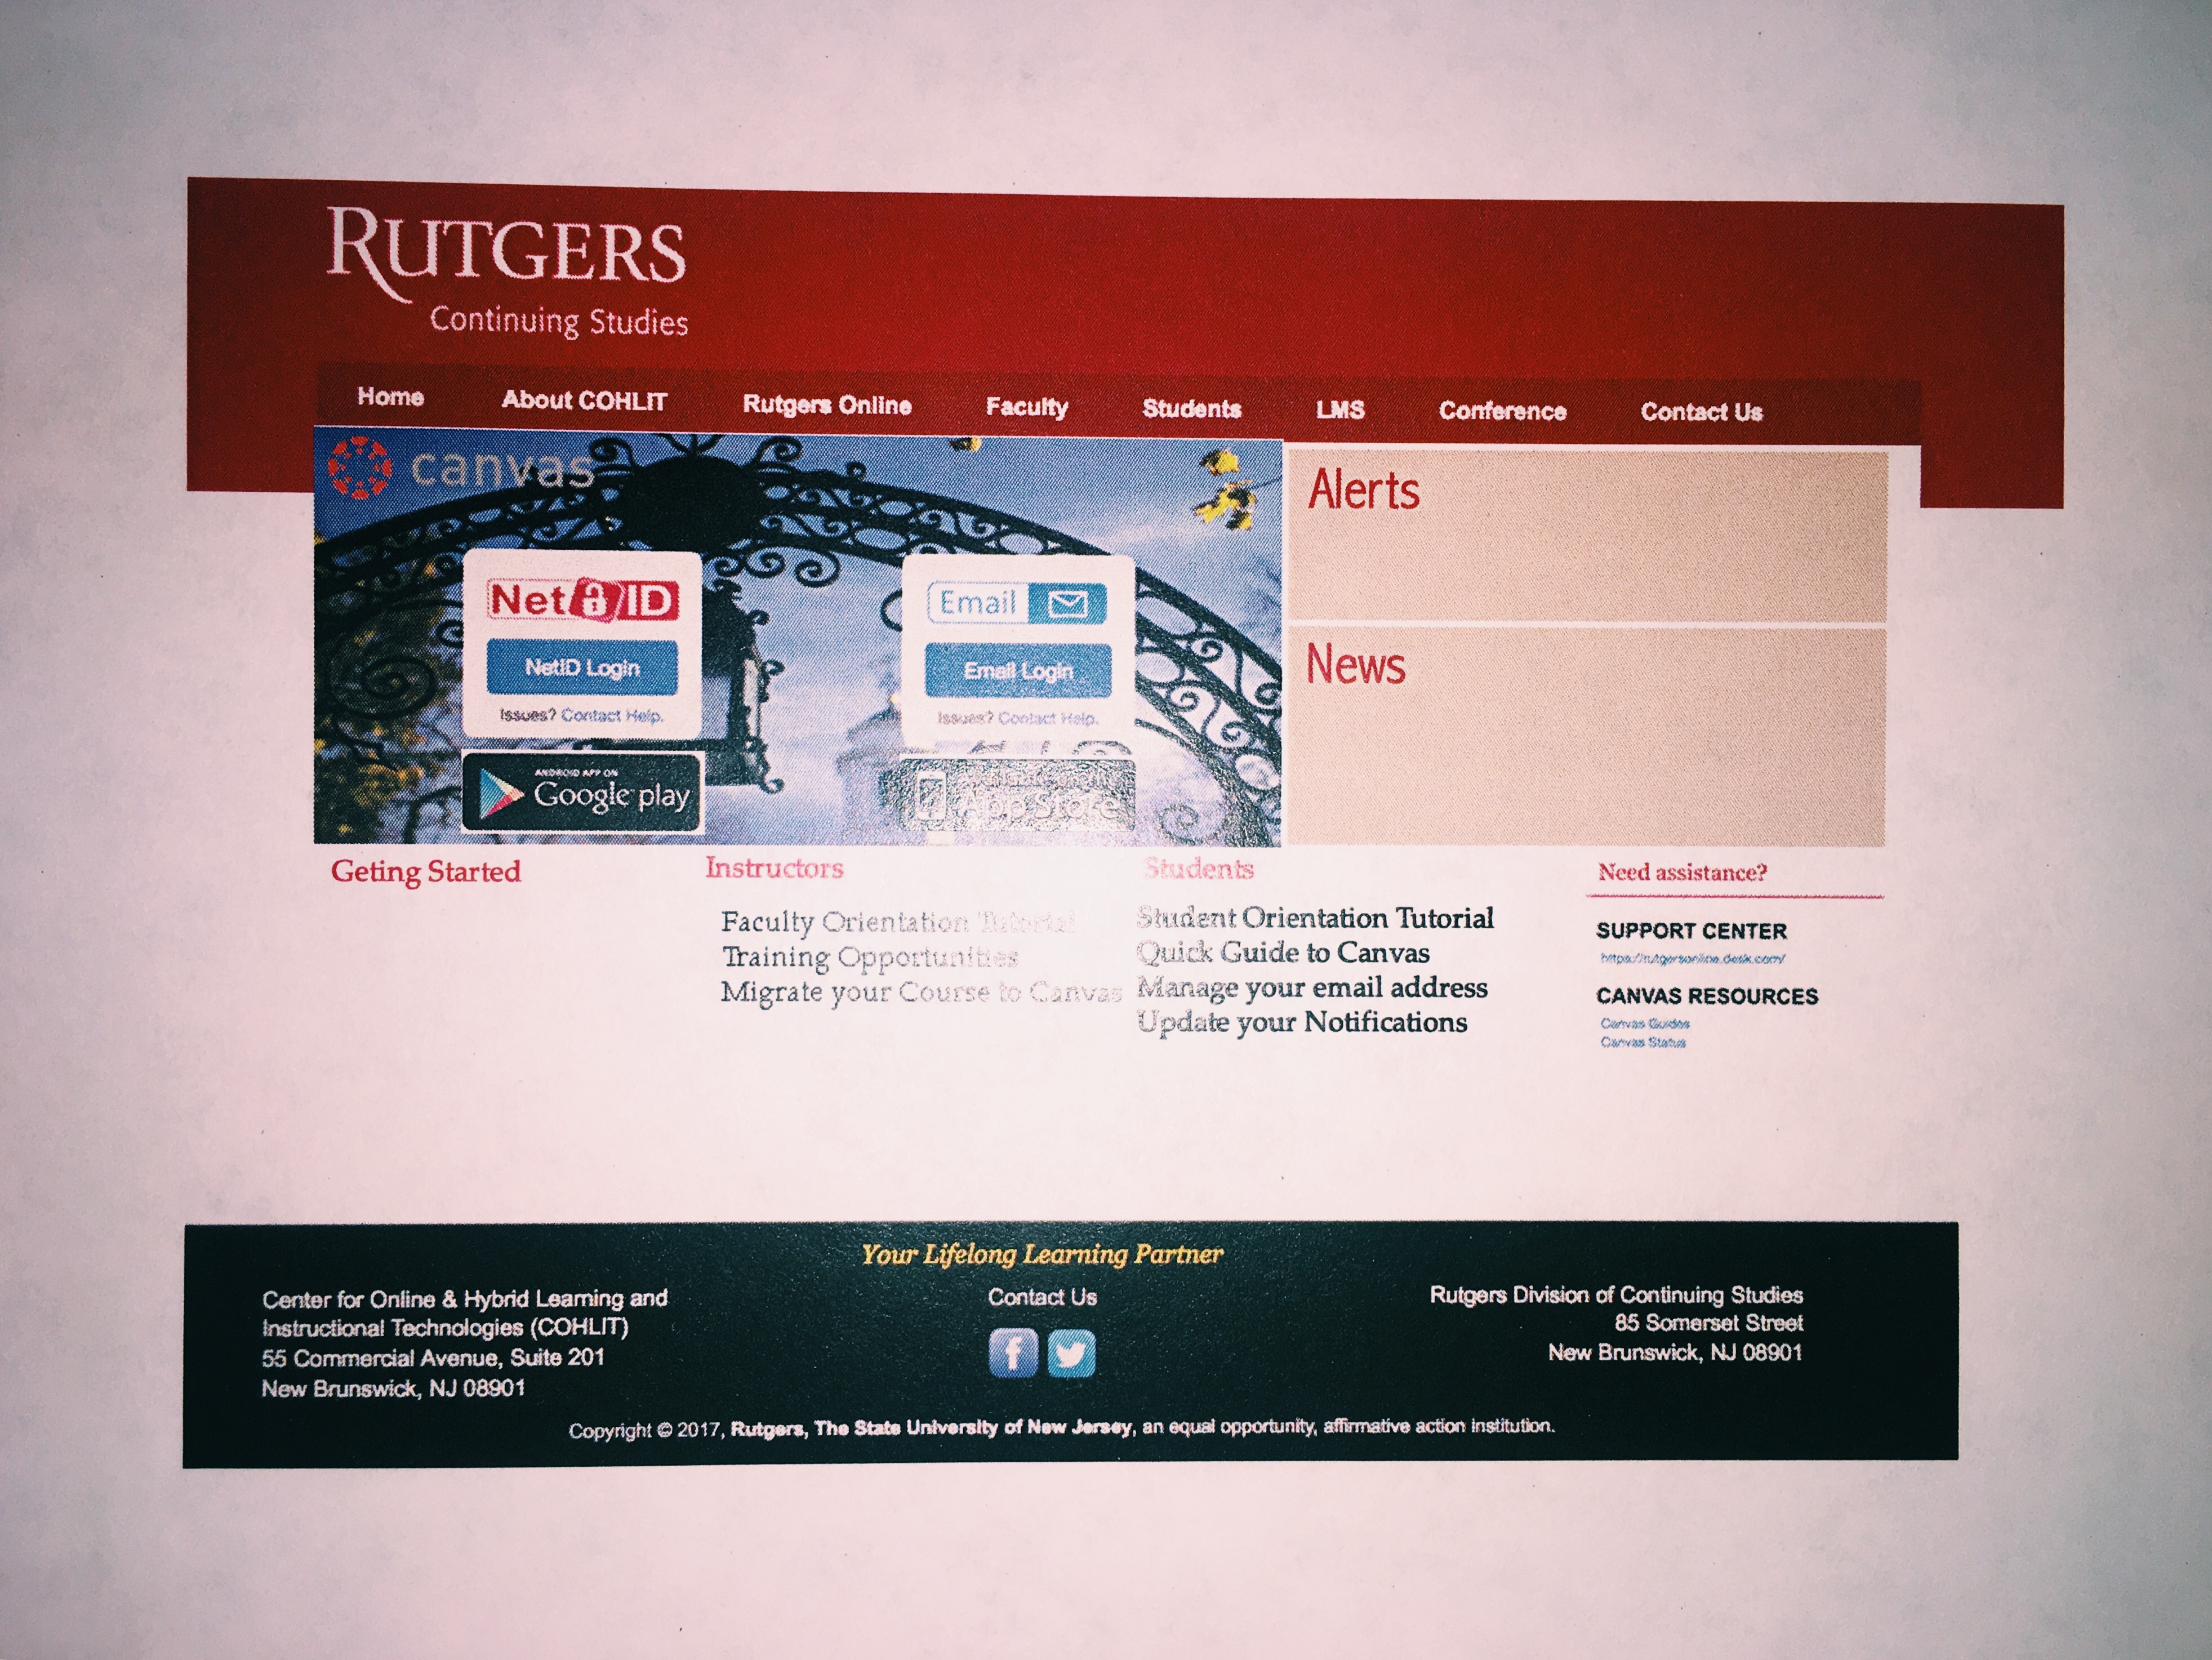 RUTGERS
Continuing Studies
Home About COHLIT Rutgers Online Faculty Students LMS Conference Contact Us
canvas
Alerts
NetID
NetID Login
Issues? Contact Help.
ANDROID APP ON
Google play
Email
Email Login
Issues? Contact Help.
App Store
News
Geting Started
Instructors
Faculty Orientation Tutorial
Training Opportunities
Migrate your Course to Canvas
Students
Student Orientation Tutorial
Quick Guide to Canvas
Manage your email address
Update your Notifications
Need assistance?
SUPPORT CENTER
https://rutgersonline.desk.com/
CANVAS RESOURCES
Canvas Guides
Canvas Status
Your Lifelong Learning Partner
Center for Online & Hybrid Learning and
Instructional Technologies (COHLIT)
55 Commercial Avenue, Suite 201
New Brunswick, NJ 08901
Contact Us
Rutgers Division of Continuing Studies
85 Somerset Street
New Brunswick, NJ 08901
Copyright © 2017, Rutgers, The State University of New Jersey, an equal opportunity, affirmative action institution.